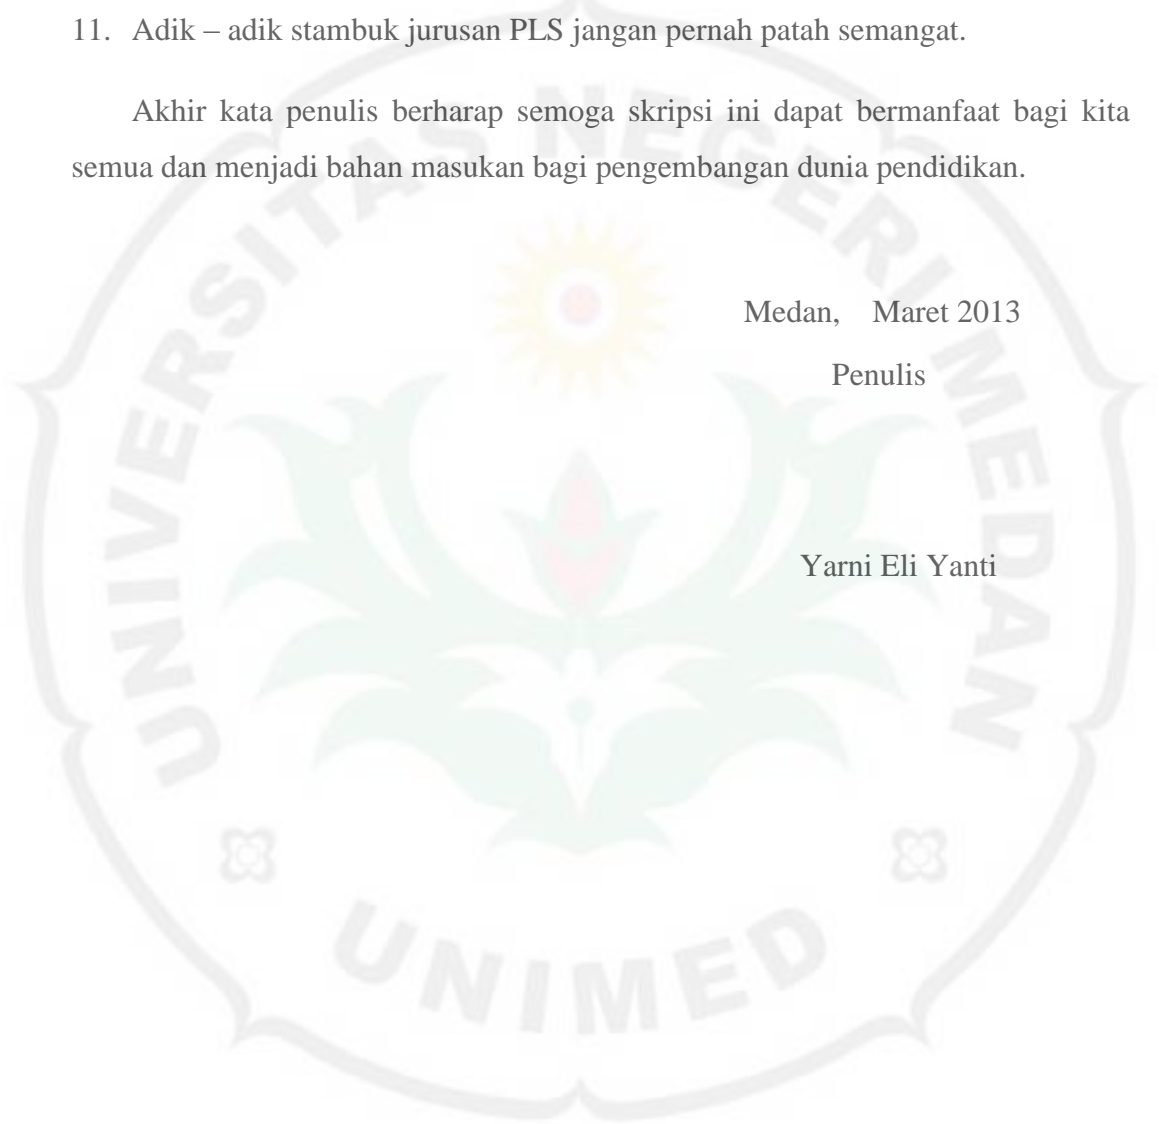 11. Adik – adik stambuk jurusan PLS jangan pernah patah semangat.
Akhir kata penulis berharap semoga skripsi ini dapat bermanfaat bagi kita
semua dan menjadi bahan masukan bagi pengembangan dunia pendidikan.
Medan, Maret 2013
Penulis
Yarni Eli Yanti
UNIVERSITAS NEGERI MEDAN
UNIMED